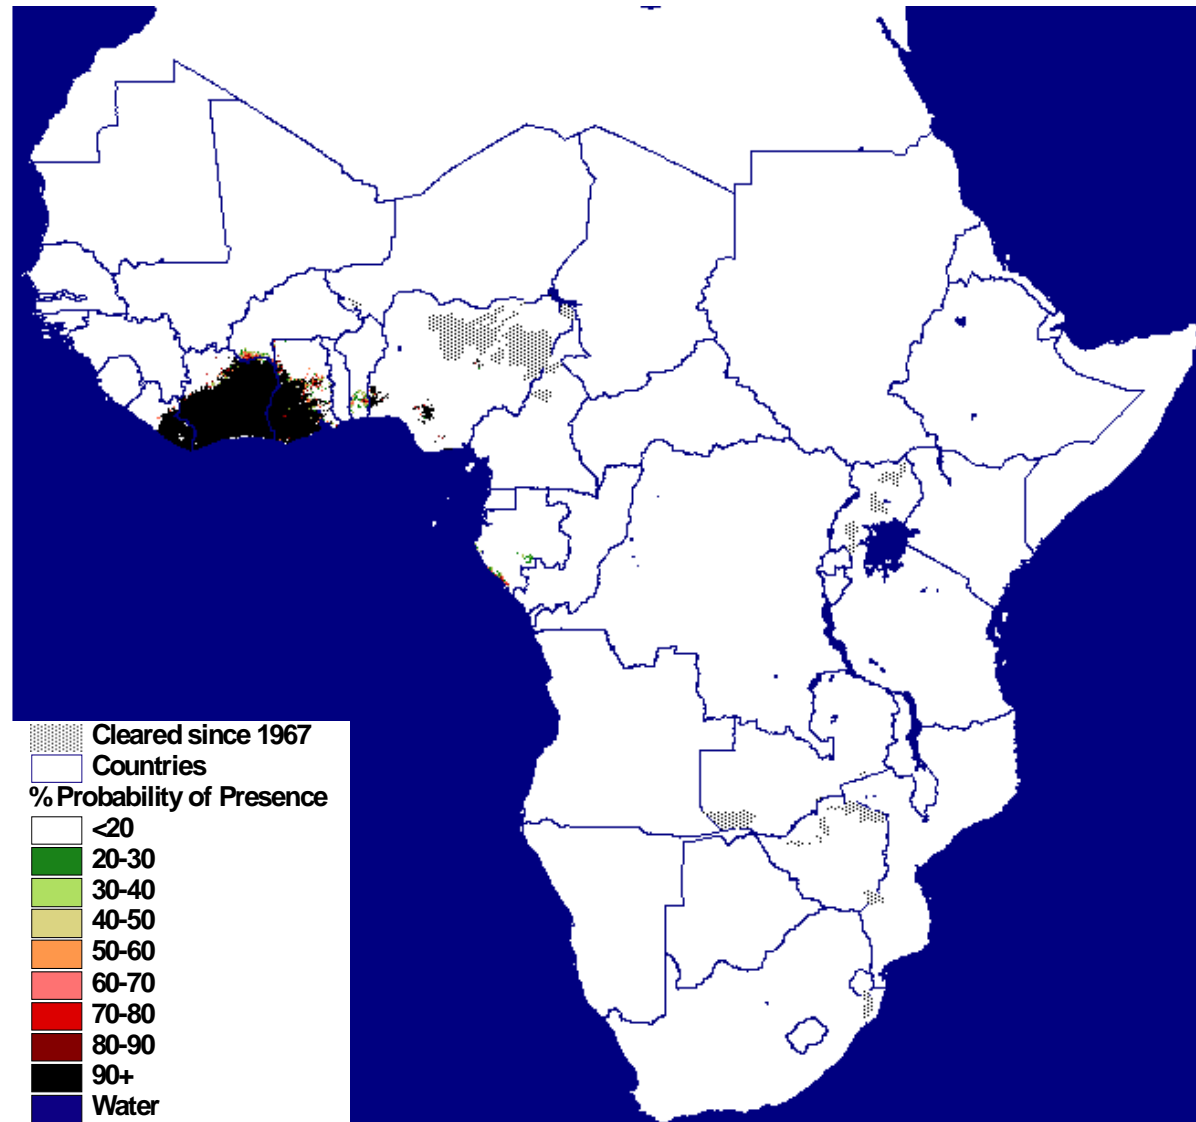 Cleared since 1967
Countries
% Probability of Presence
<20
20-30
30-40
40-50
50-60
60-70
70-80
80-90
90+
Water